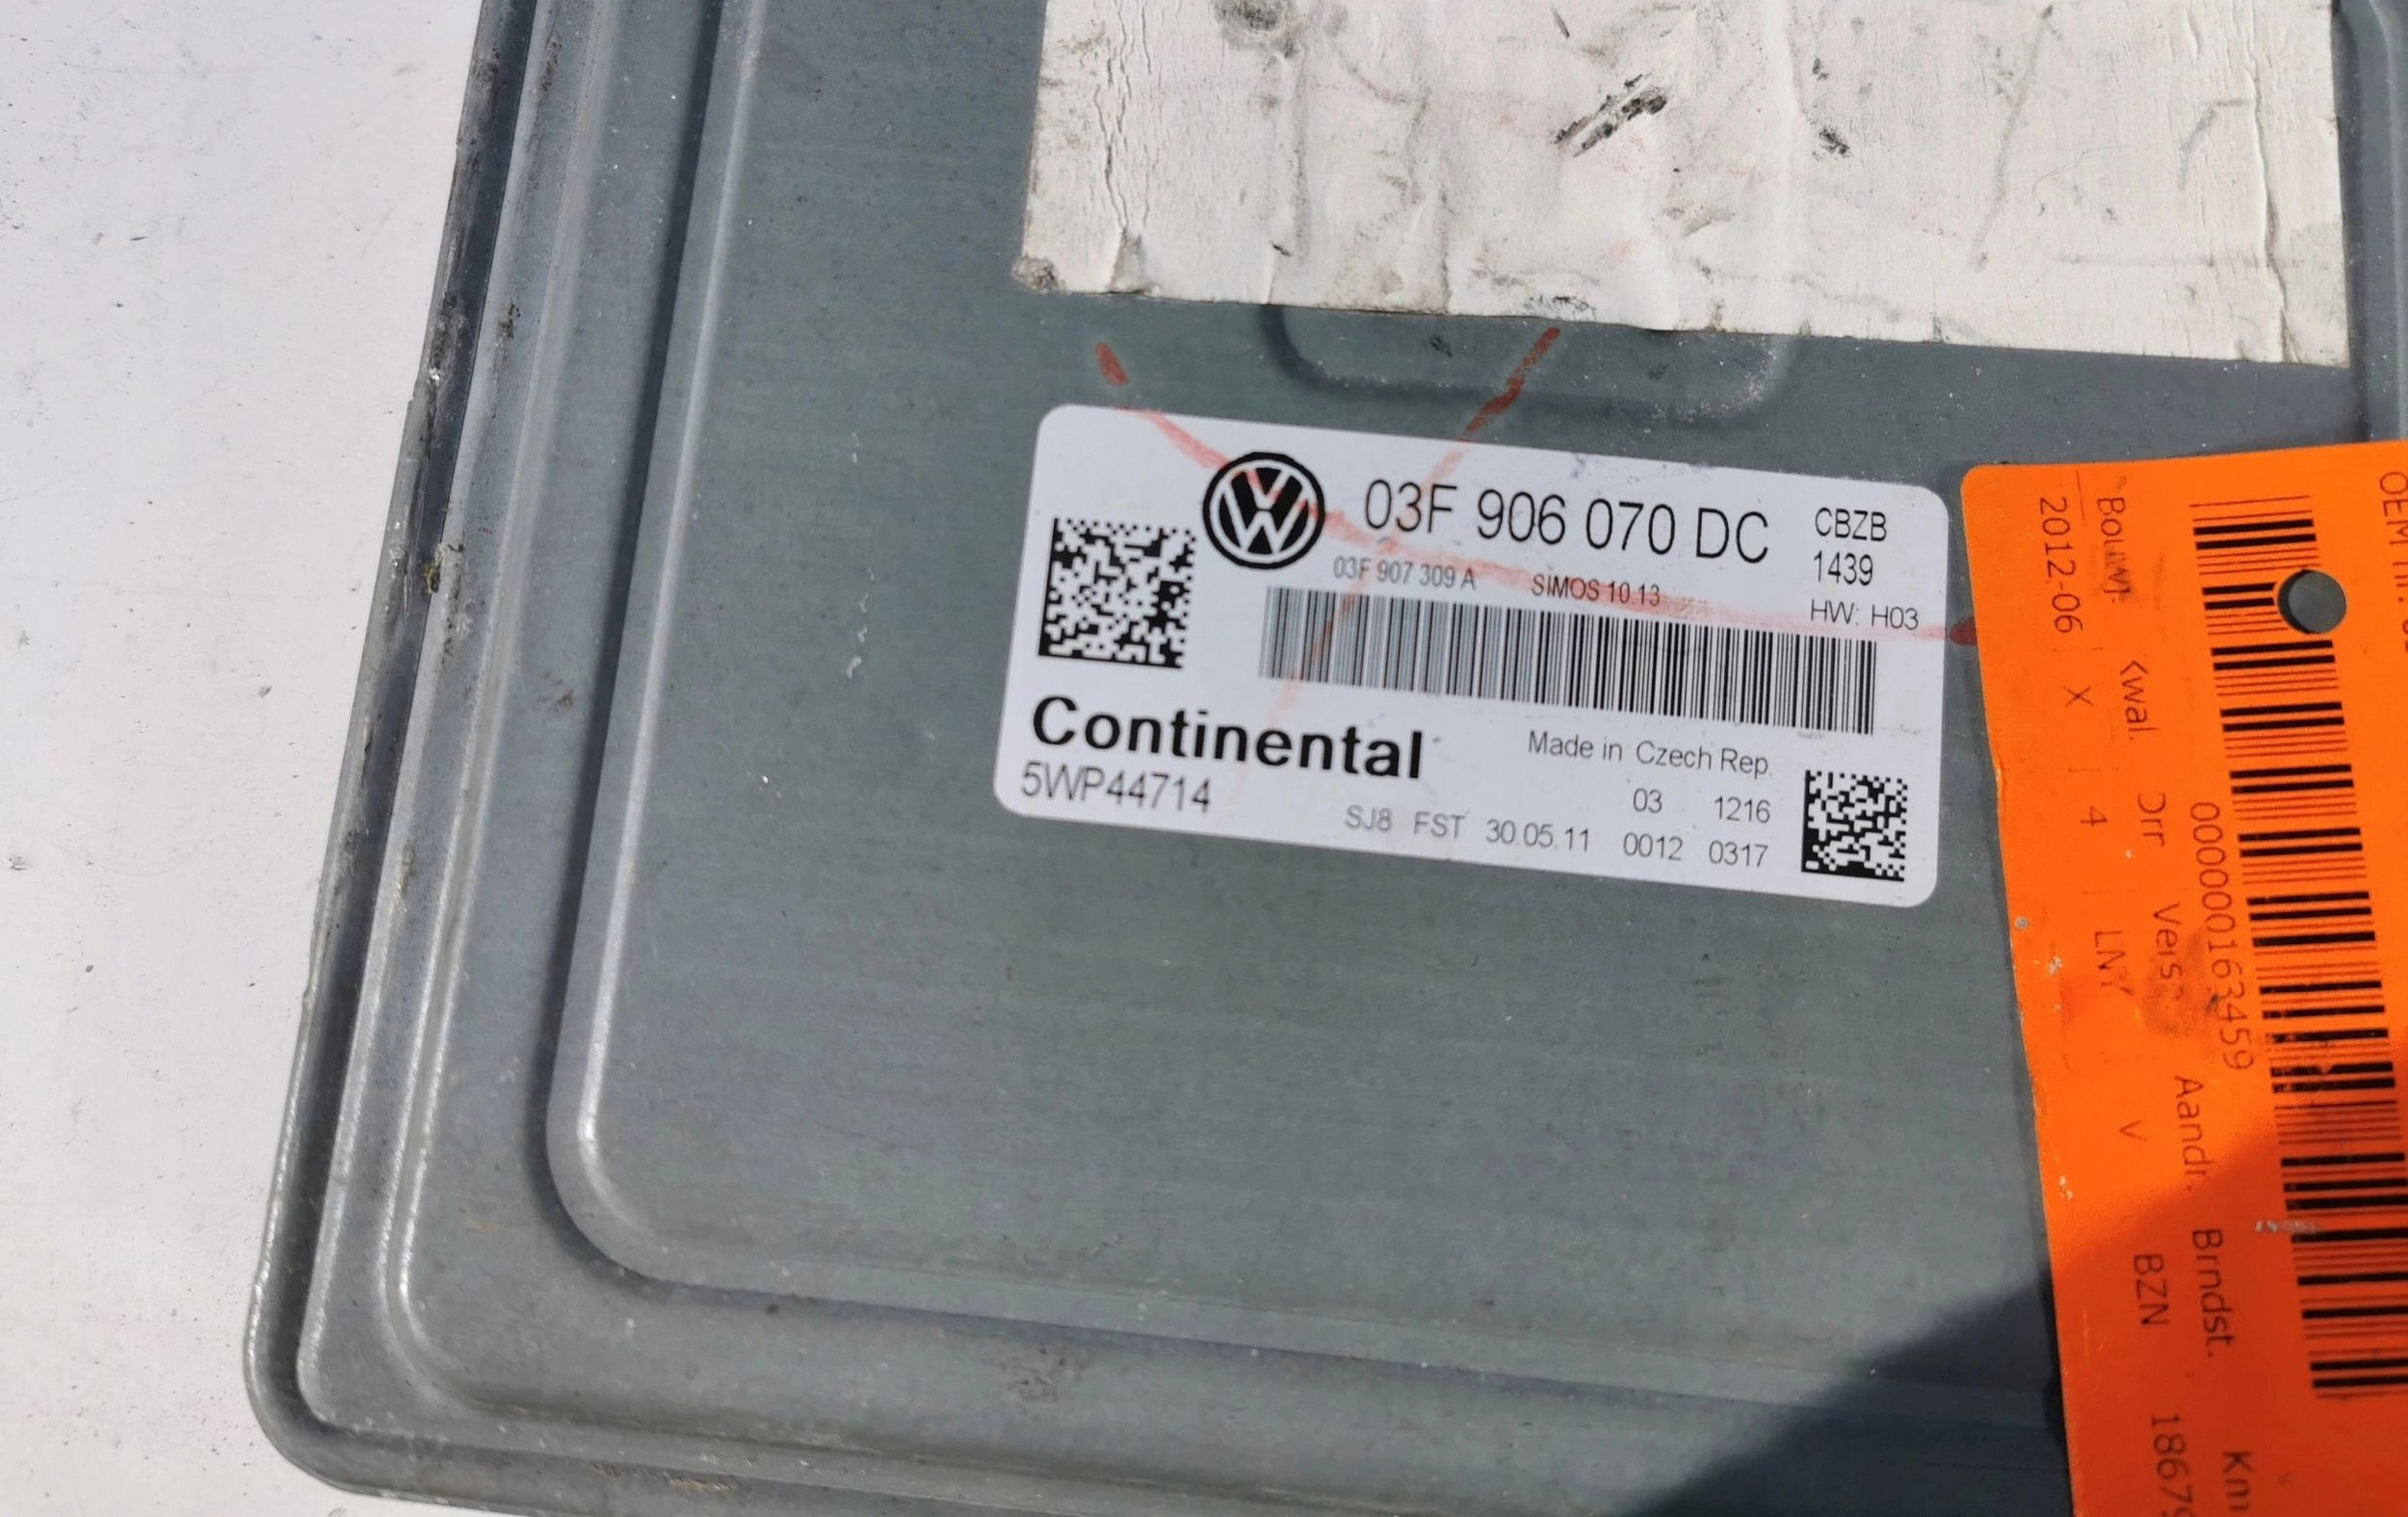 03F 906 070 DC
CBZB
1439
03F 907 309 A
SIMOS 10.13
HW: H03
Continental
5WP44714
Made in Czech Rep.
03 1216
SJ8 FST 30.05.11 0012 0317
0000000163459
Bouwj. Kwal. Vers Aandr. Brndst.
2012-06 X 4 LNY V BZN